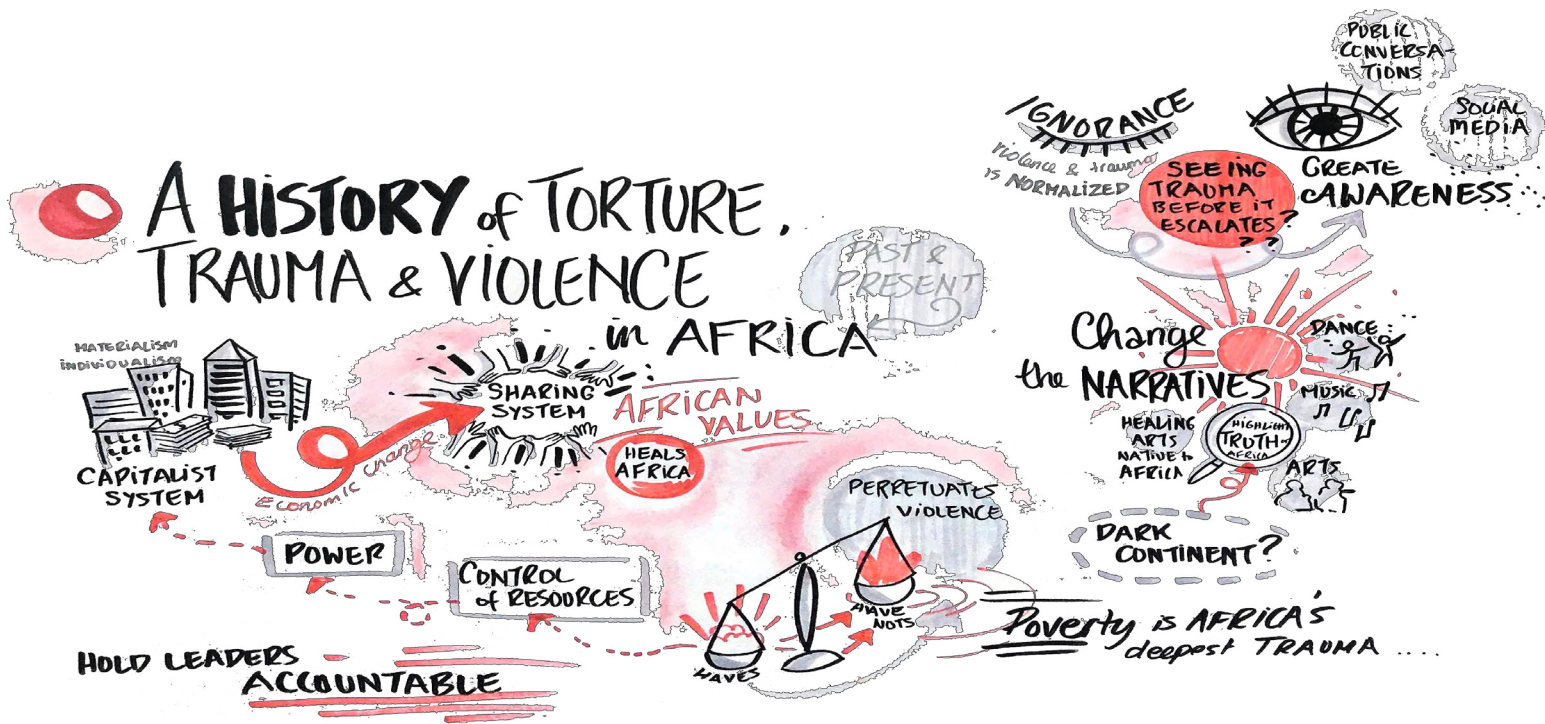 A HISTORY of TORTURE,
TRAUMA & VIOLENCE
in AFRICA
PAST &
PRESENT
MATERIALISM
INDIVIDUALISM
CAPITALIST
SYSTEM
Economic change
SHARING
SYSTEM
AFRICAN
VALUES
HEALS
AFRICA
POWER
CONTROL
of RESOURCES
PERPETUATES
VIOLENCE
HAVES
HAVE
NOTS
HOLD LEADERS
ACCOUNTABLE
Poverty is AFRICA'S
deepest TRAUMA ....
IGNORANCE
violence & trauma
is NORMALIZED
SEEING
TRAUMA
BEFORE IT
ESCALATES?
? ?
PUBLIC
CONVERSA-
TIONS
SOCIAL
MEDIA
CREATE
AWARENESS
Change
the NARRATIVES
DANCE
MUSIC
ARTS
HEALING
ARTS
NATIVE to
AFRICA
HIGHLIGHT
TRUTH of
AFRICA
DARK
CONTINENT?